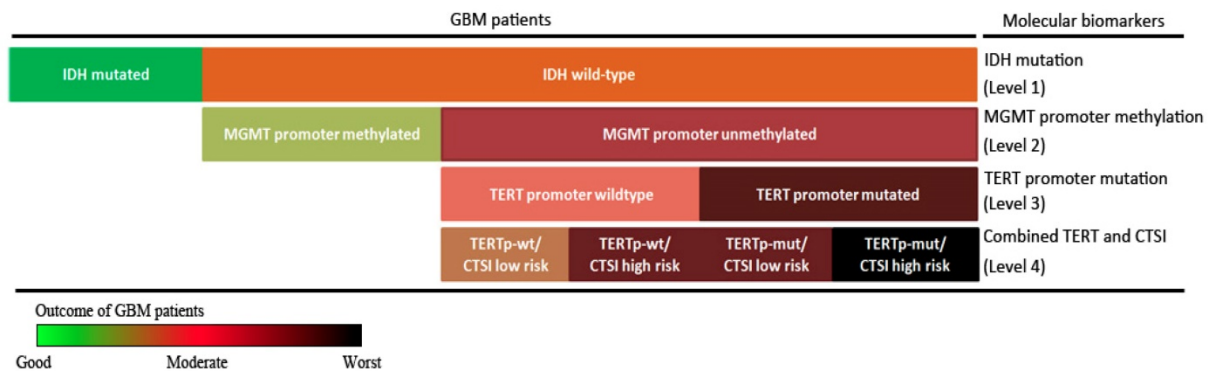 GBM patients
Molecular biomarkers
IDH mutated
IDH wild-type
IDH mutation
(Level 1)
MGMT promoter methylated
MGMT promoter unmethylated
MGMT promoter methylation
(Level 2)
TERT promoter wildtype
TERT promoter mutated
TERT promoter mutation
(Level 3)
TERTp-wt/
CTSI low risk
TERTp-wt/
CTSI high risk
TERTp-mut/
CTSI low risk
TERTp-mut/
CTSI high risk
Combined TERT and CTSI
(Level 4)
Outcome of GBM patients
Good
Moderate
Worst